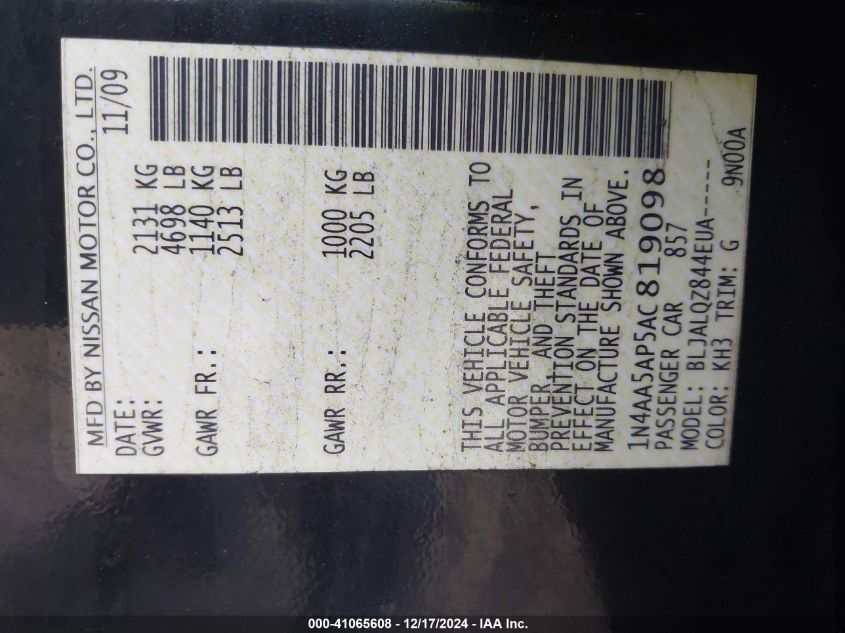 MFD BY NISSAN MOTOR CO., LTD.
DATE: 11/09
GVWR: 2131 KG
4698 LB
GAWR FR.: 1140 KG
2513 LB
GAWR RR.: 1000 KG
2205 LB
THIS VEHICLE CONFORMS TO
ALL APPLICABLE FEDERAL
MOTOR VEHICLE SAFETY,
BUMPER, AND THEFT
PREVENTION STANDARDS IN
EFFECT ON THE DATE OF
MANUFACTURE SHOWN ABOVE.
1N4AA5AP5AC819098
PASSENGER CAR 857
MODEL: BLJALQZ844EUA-----
COLOR: KH3 TRIM: G 9N00A
000-41065608 - 12/17/2024 - IAA Inc.